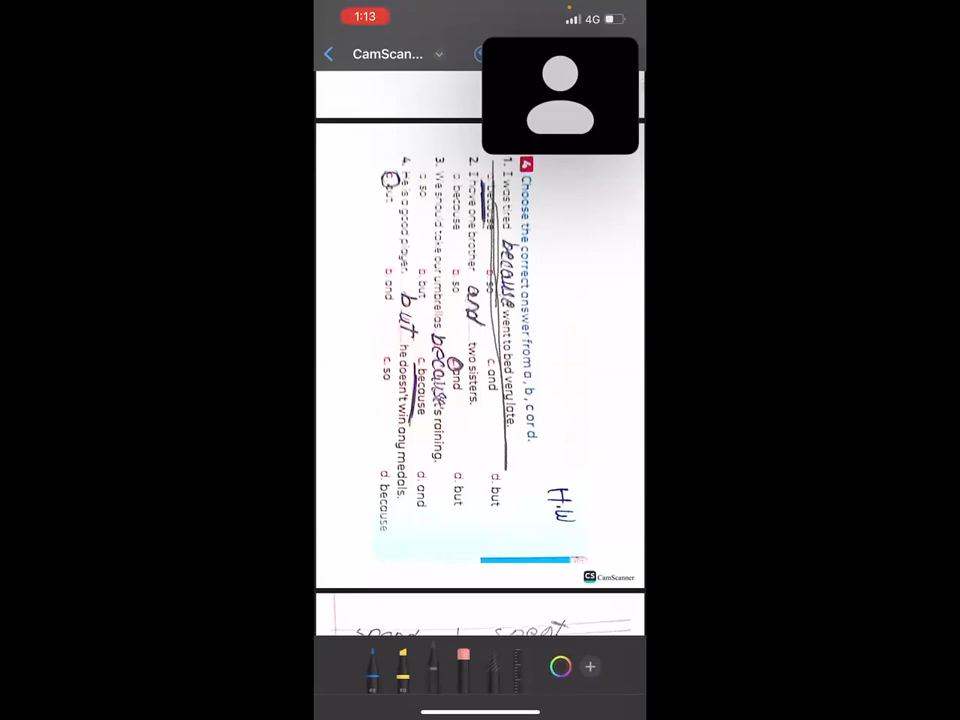 1:13
4G
CamScan...
H.W
4 Choose the correct answer from a, b, c or d.
1. I was tired because went to bed very late.
a. because b. so c. and d. but
2. I have one brother and two sisters.
a. because b. so c. and d. but
3. We should take our umbrellas because's raining.
a. so b. but c. because d. and
4. He is a good player, but he doesn't win any medals.
a. but b. and c. so d. because
CS CamScanner